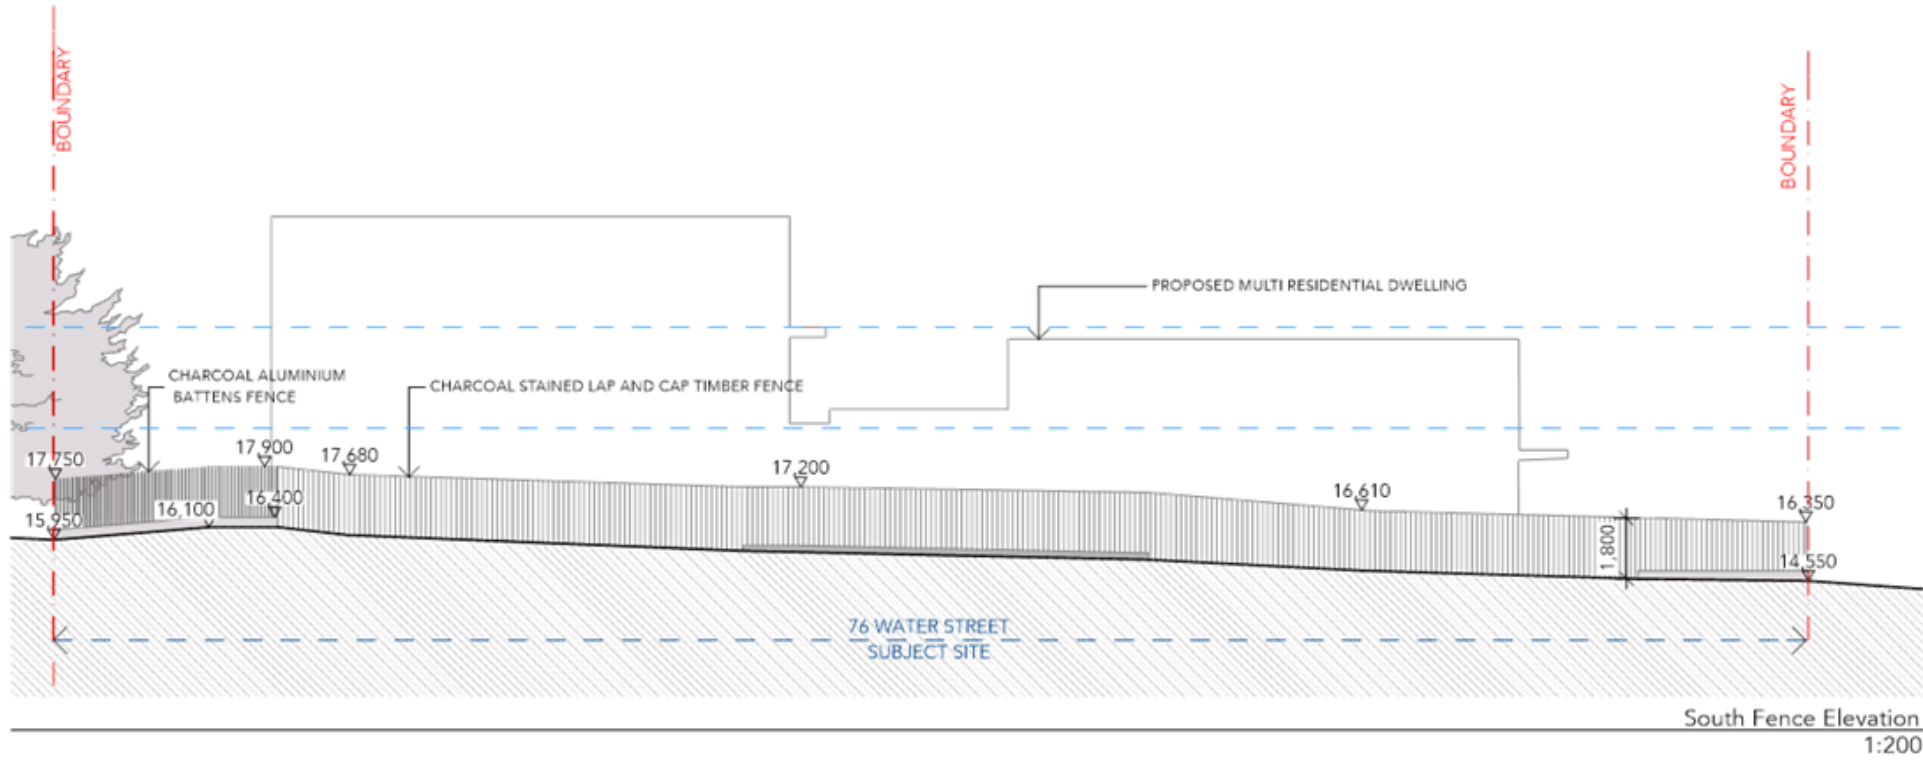 BOUNDARY
BOUNDARY
PROPOSED MULTI RESIDENTIAL DWELLING
CHARCOAL ALUMINIUM
BATTENS FENCE
CHARCOAL STAINED LAP AND CAP TIMBER FENCE
17,750
17,900
17,680
17,200
16,610
16,350
15,950
16,100
16,400
1,800
14,550
76 WATER STREET
SUBJECT SITE
South Fence Elevation
1:200